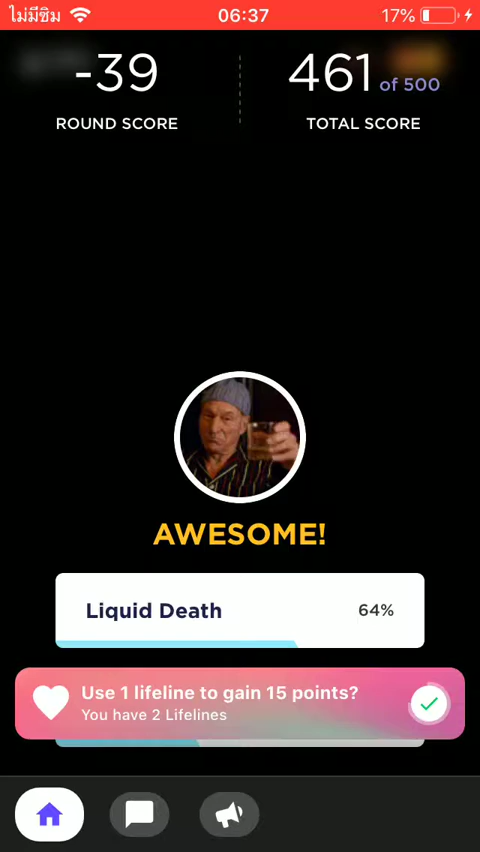 ไม่มีซิม 06:37 17%
-39 461 of 500
ROUND SCORE TOTAL SCORE
AWESOME!
Liquid Death 64%
Use 1 lifeline to gain 15 points?
You have 2 Lifelines